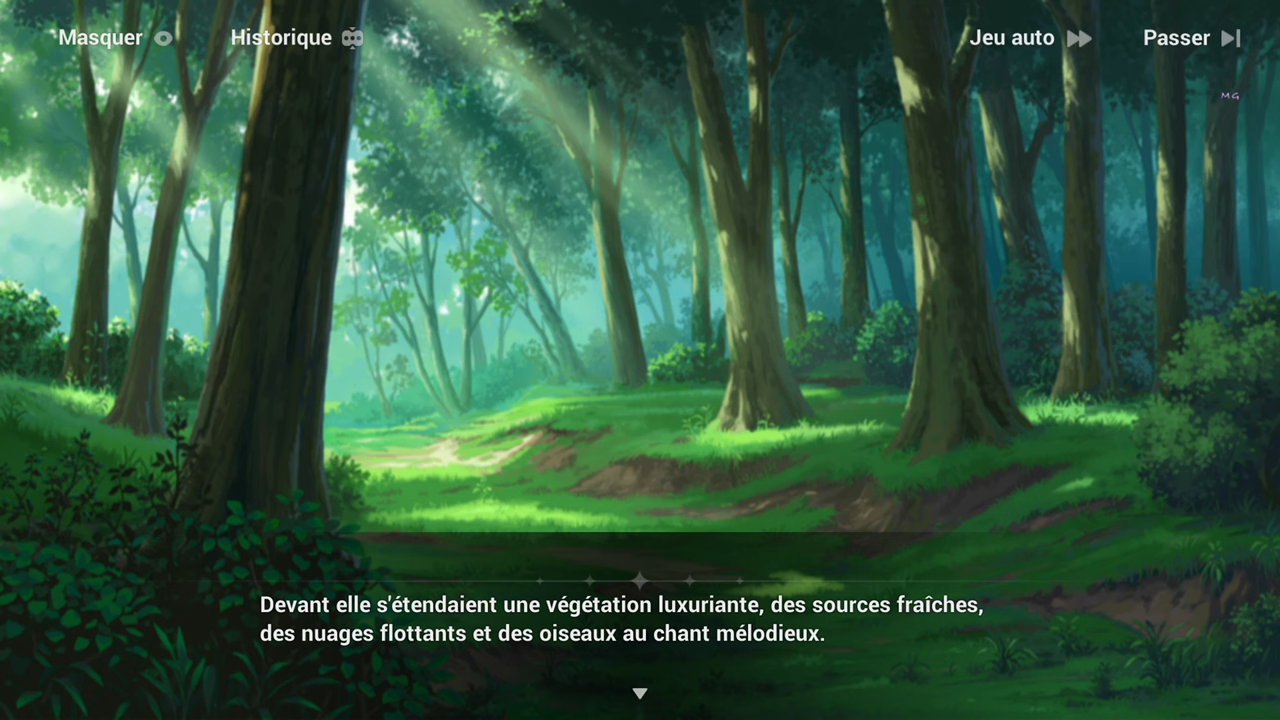 Masquer Historique Jeu auto Passer
MG
Devant elle s'étendaient une végétation luxuriante, des sources fraîches,
des nuages flottants et des oiseaux au chant mélodieux.